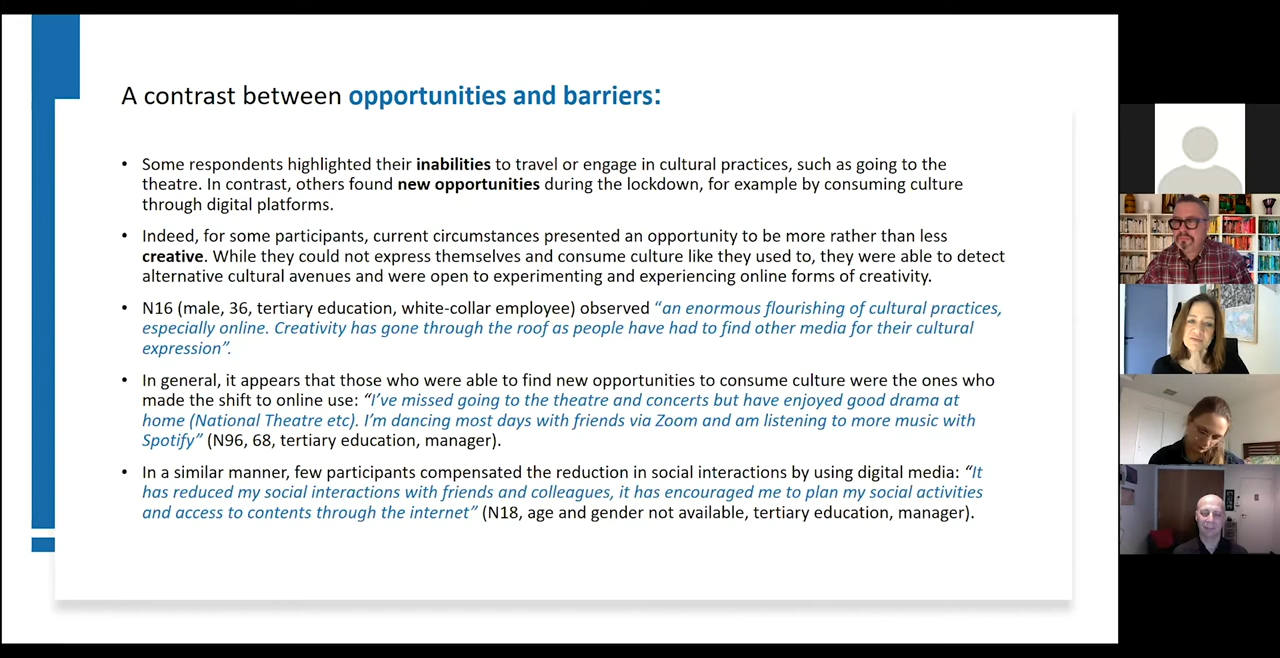 A contrast between opportunities and barriers:
• Some respondents highlighted their inabilities to travel or engage in cultural practices, such as going to the
theatre. In contrast, others found new opportunities during the lockdown, for example by consuming culture
through digital platforms.
• Indeed, for some participants, current circumstances presented an opportunity to be more rather than less
creative. While they could not express themselves and consume culture like they used to, they were able to detect
alternative cultural avenues and were open to experimenting and experiencing online forms of creativity.
• N16 (male, 36, tertiary education, white-collar employee) observed “an enormous flourishing of cultural practices,
especially online. Creativity has gone through the roof as people have had to find other media for their cultural
expression”.
• In general, it appears that those who were able to find new opportunities to consume culture were the ones who
made the shift to online use: “I’ve missed going to the theatre and concerts but have enjoyed good drama at
home (National Theatre etc). I’m dancing most days with friends via Zoom and am listening to more music with
Spotify” (N96, 68, tertiary education, manager).
• In a similar manner, few participants compensated the reduction in social interactions by using digital media: “It
has reduced my social interactions with friends and colleagues, it has encouraged me to plan my social activities
and access to contents through the internet” (N18, age and gender not available, tertiary education, manager).